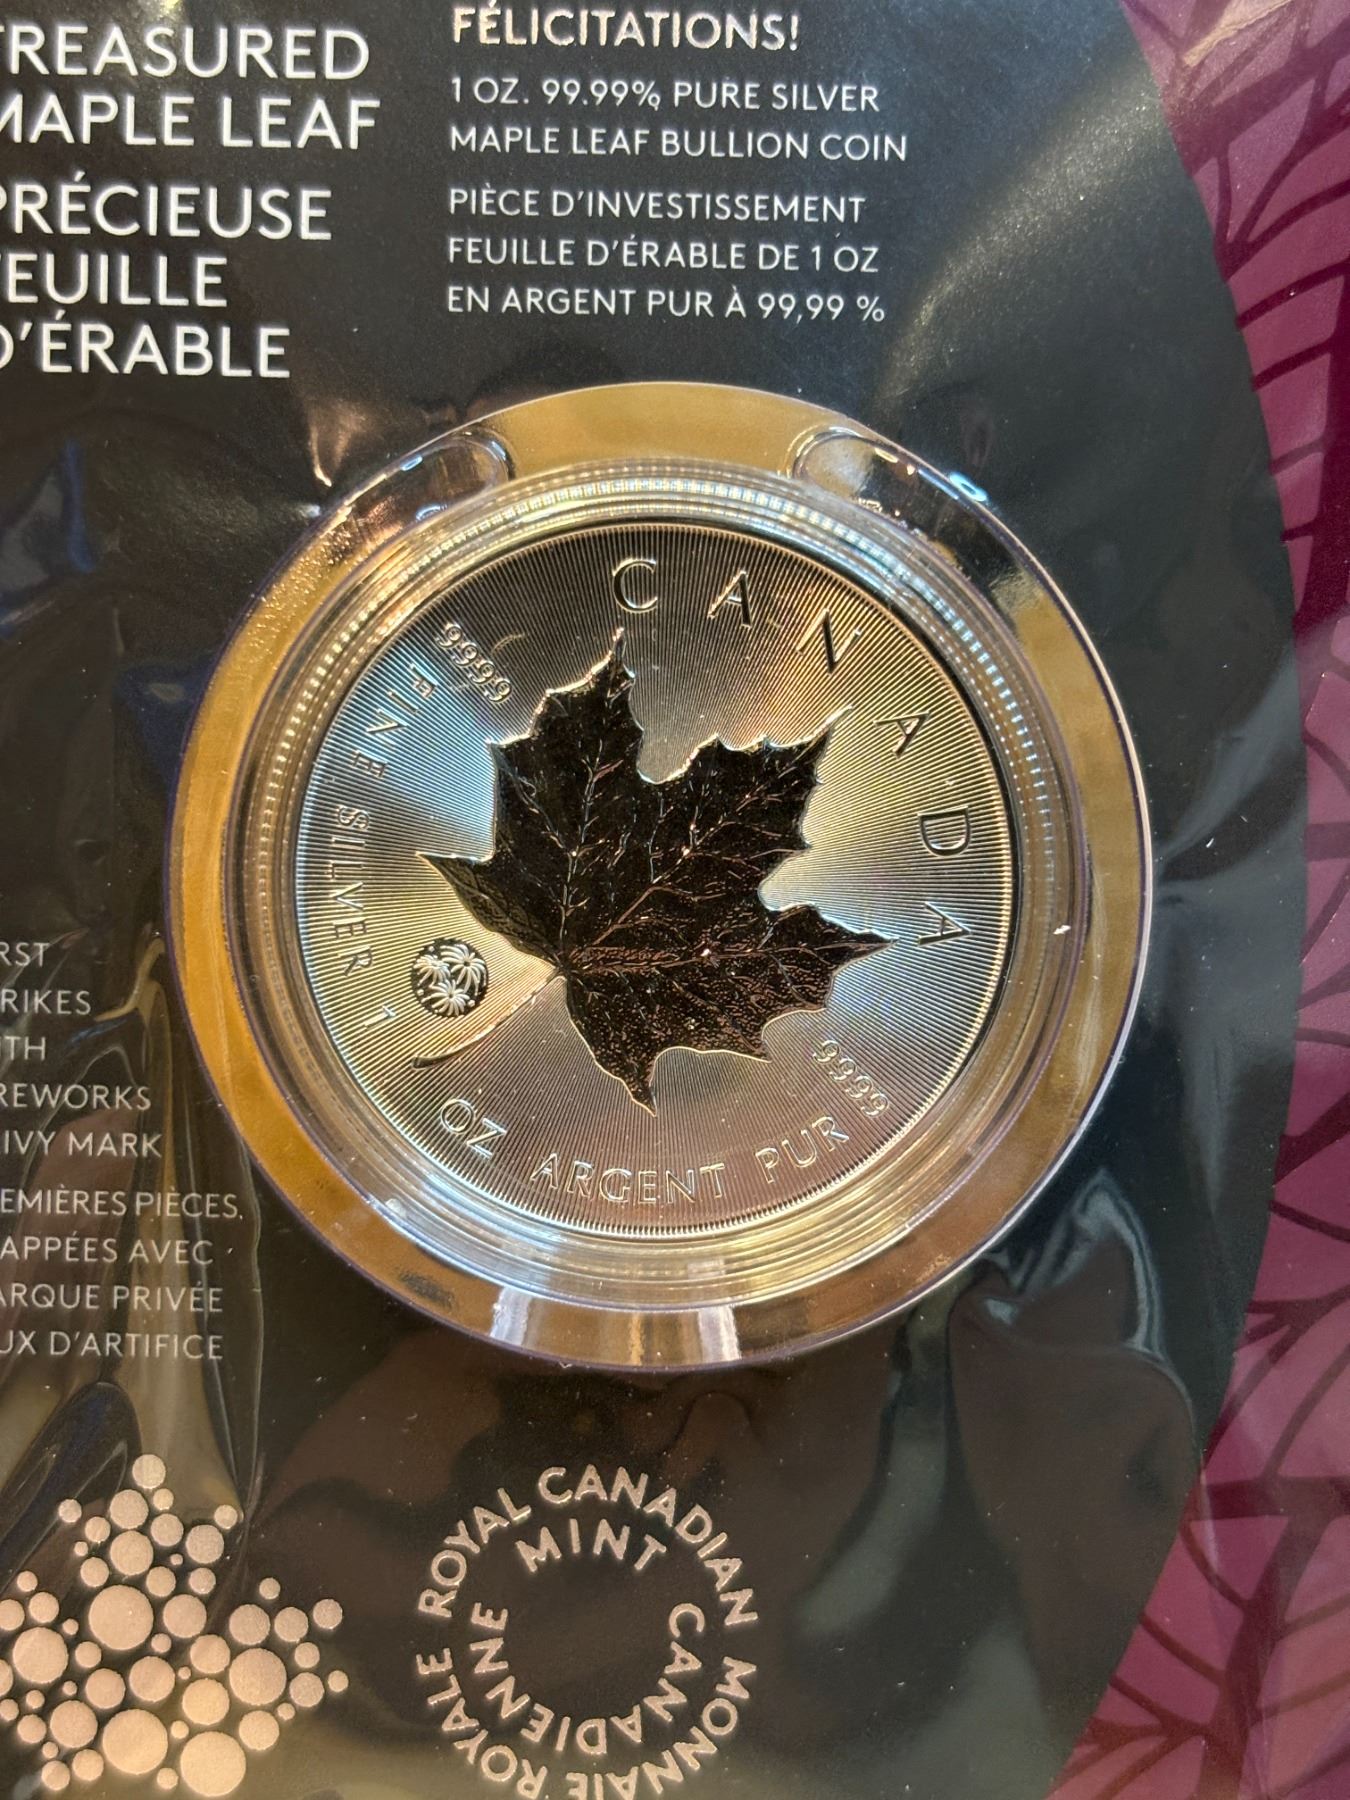 TREASURED
MAPLE LEAF
PRÉCIEUSE
FEUILLE
D'ÉRABLE
FÉLICITATIONS!
1 OZ. 99.99% PURE SILVER
MAPLE LEAF BULLION COIN
PIÈCE D'INVESTISSEMENT
FEUILLE D'ÉRABLE DE 1 OZ
EN ARGENT PUR À 99,99 %
CANADA
9999
FINE SILVER 1 OZ ARGENT PUR
9999
RST
RIKES
TH
REWORKS
IVY MARK
EMIÈRES PIÈCES
APPÉES AVEC
ARQUE PRIVÉE
UX D'ARTIFICE
ROYAL CANADIAN
MINT
MONNAIE ROYALE
CANADIENNE